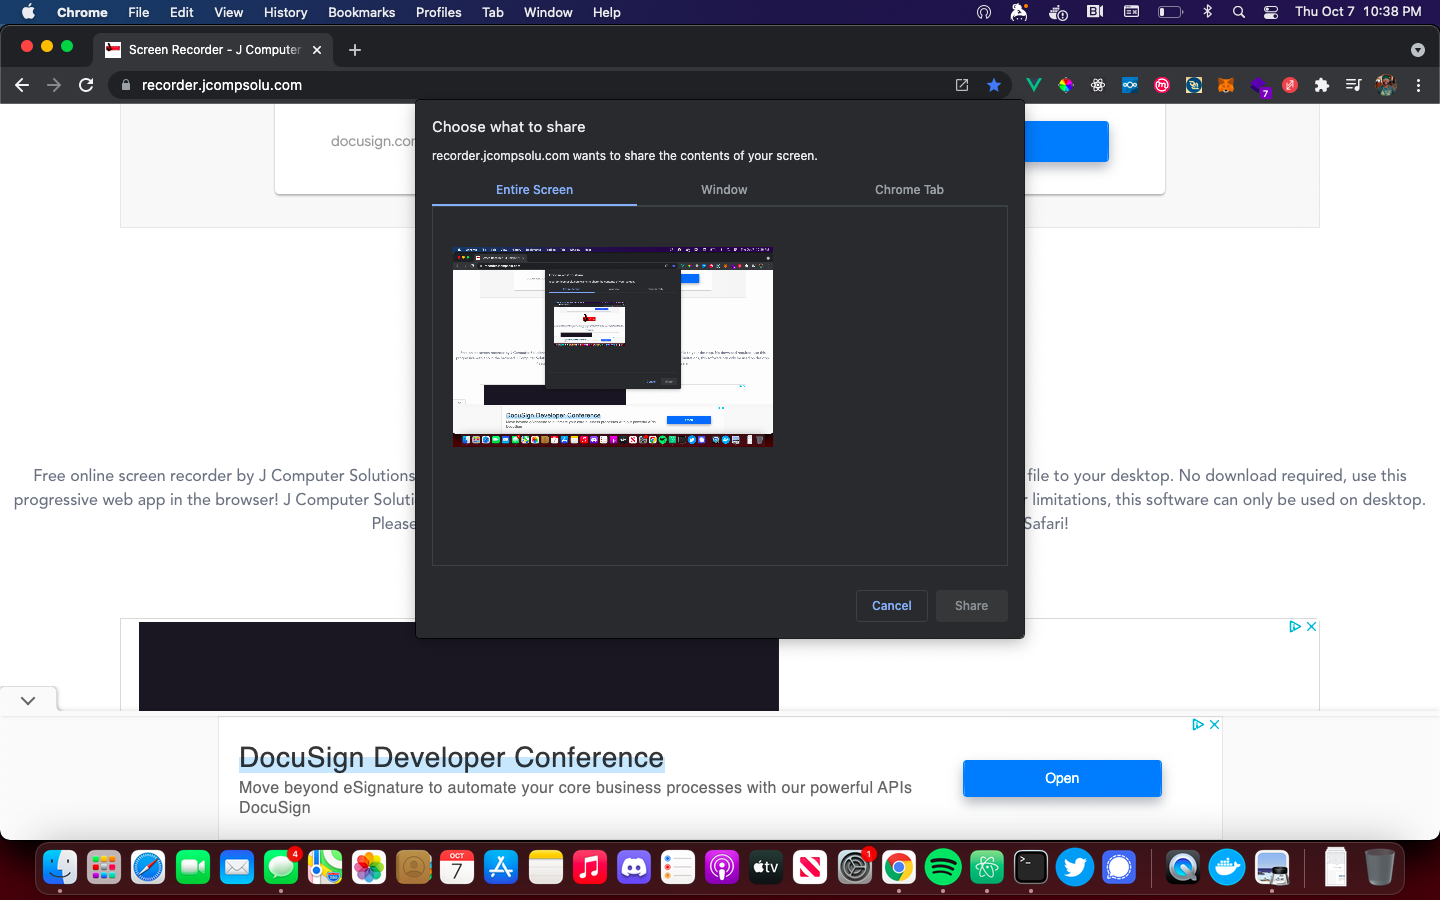 Chrome File Edit View History Bookmarks Profiles Tab Window Help
Thu Oct 7 10:38 PM
Screen Recorder - J Computer
recorder.jcompsolu.com
7
docusign.co
Choose what to share
recorder.jcompsolu.com wants to share the contents of your screen.
Entire Screen Window Chrome Tab
Free online screen recorder by J Computer Solutions file to your desktop. No download required, use this
progressive web app in the browser! J Computer Soluti limitations, this software can only be used on desktop.
Please Safari!
Cancel Share
DocuSign Developer Conference
Move beyond eSignature to automate your core business processes with our powerful APIs
DocuSign
Open
4
OCT
7
tv
1
>_